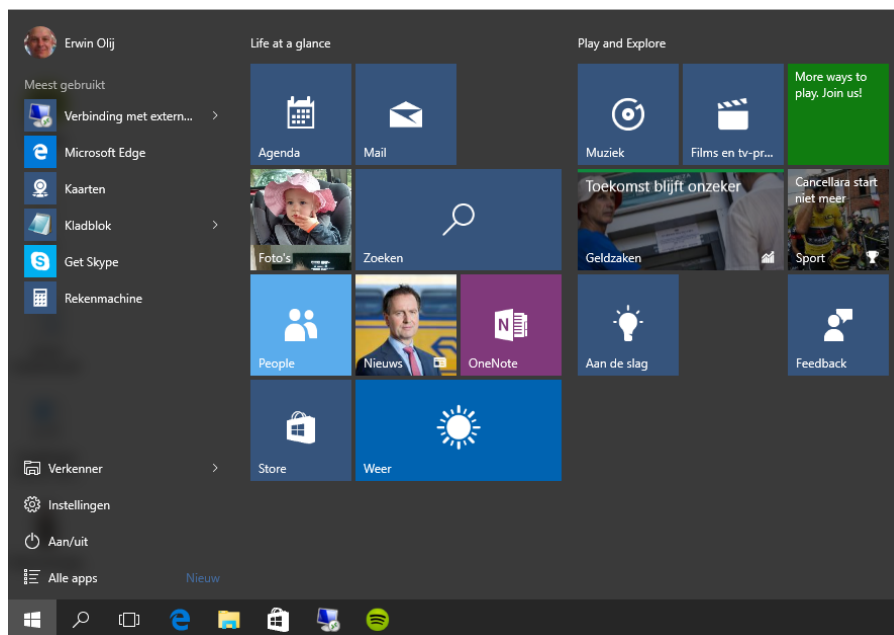 Erwin Olij
Life at a glance
Play and Explore
Meest gebruikt
Verbinding met extern...
Microsoft Edge
Kaarten
Kladblok
Get Skype
Rekenmachine
Verkenner
Instellingen
Aan/uit
Alle apps
Nieuw
Agenda
Mail
Foto's
Zoeken
People
Nieuws
OneNote
Store
Weer
Muziek
Films en tv-pr...
More ways to
play. Join us!
Toekomst blijft onzeker
Geldzaken
Cancellara start
niet meer
Sport
Aan de slag
Feedback